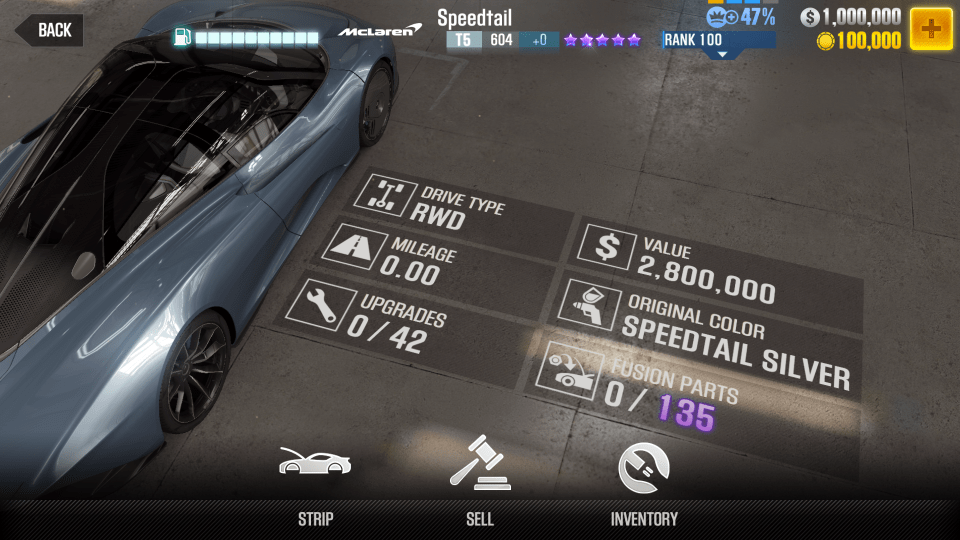 BACK
McLaren
Speedtail
T5 604 +0
47%
RANK 100
1,000,000
100,000
DRIVE TYPE
RWD
MILEAGE
0.00
UPGRADES
0 / 42
VALUE
2,800,000
ORIGINAL COLOR
SPEEDTAIL SILVER
FUSION PARTS
0 / 135
STRIP
SELL
INVENTORY